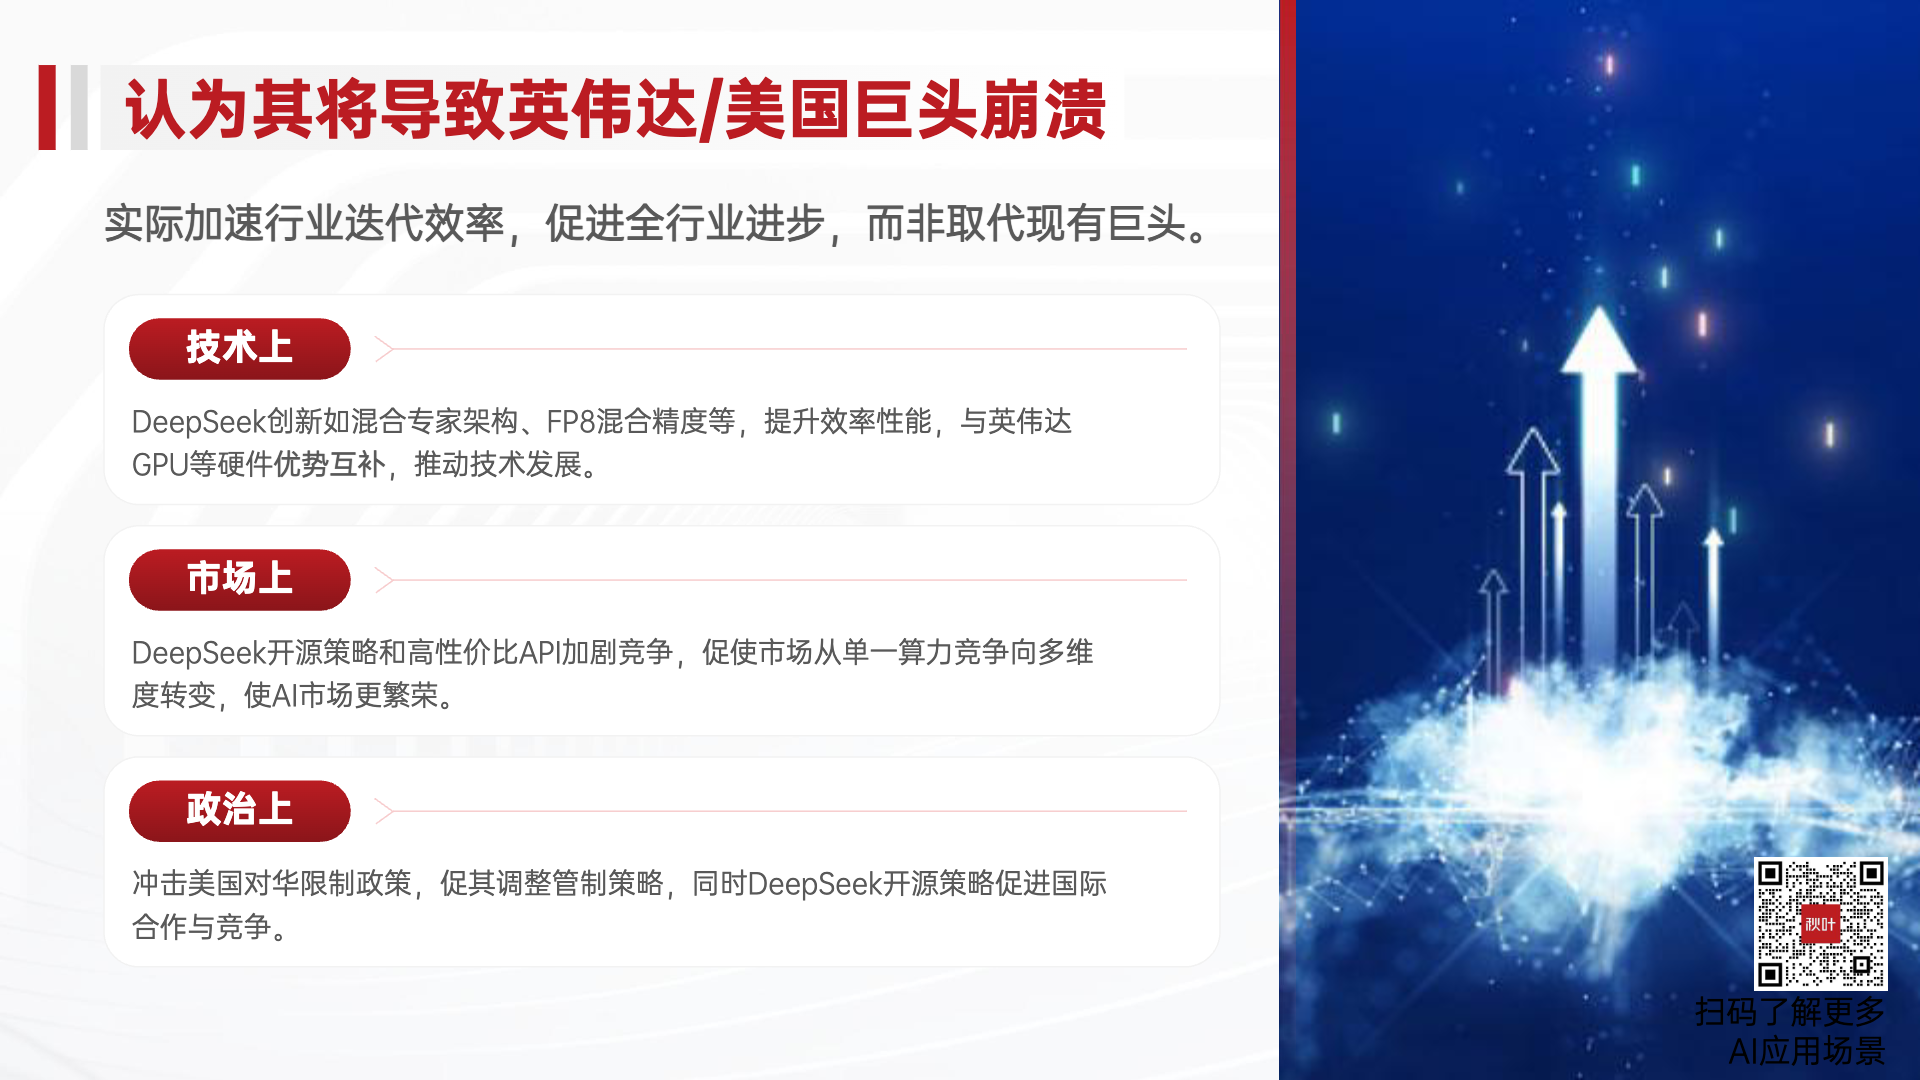 认为其将导致英伟达/美国巨头崩溃
实际加速行业迭代效率，促进全行业进步，而非取代现有巨头。
技术上
DeepSeek创新如混合专家架构、FP8混合精度等，提升效率性能，与英伟达
GPU等硬件优势互补，推动技术发展。
市场上
DeepSeek开源策略和高性价比API加剧竞争，促使市场从单一算力竞争向多维
度转变，使AI市场更繁荣。
政治上
冲击美国对华限制政策，促其调整管制策略，同时DeepSeek开源策略促进国际
合作与竞争。
秋叶
扫码了解更多
AI应用场景